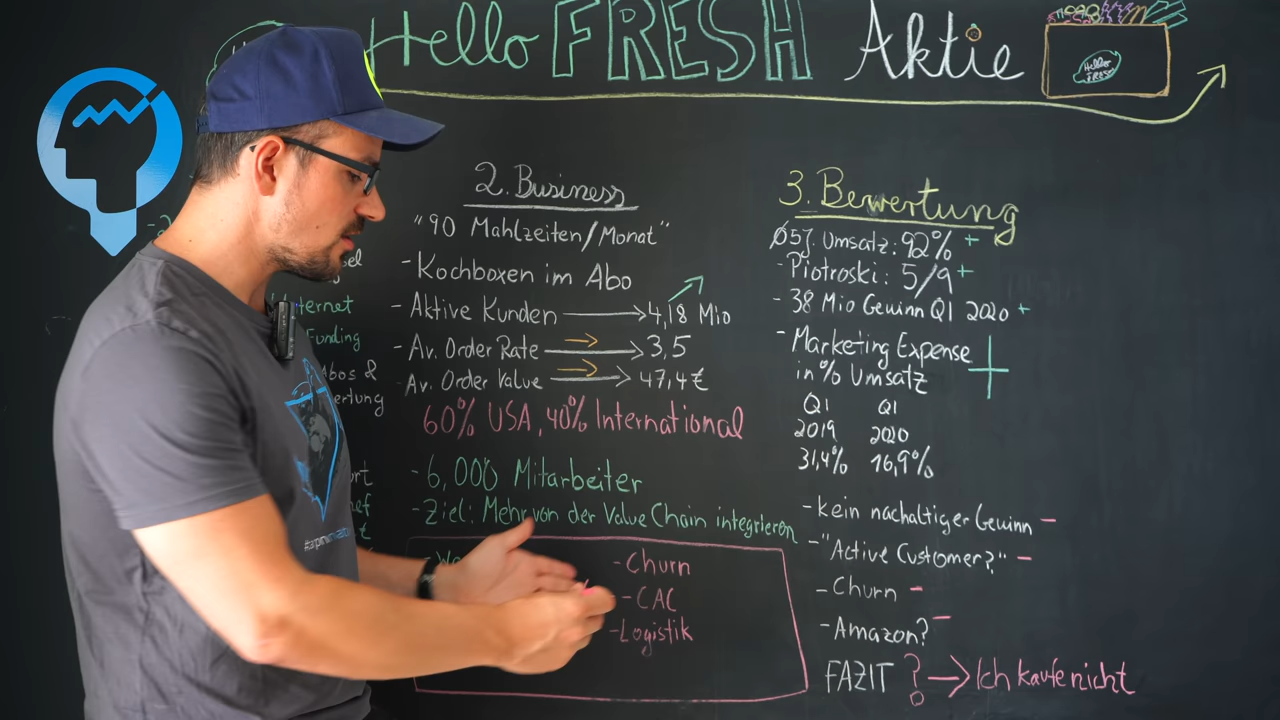 Hello FRESH Aktie
Hello FRESH
2. Business
"90 Mahlzeiten/Monat"
- Kochboxen im Abo
- Aktive Kunden → 4,18 Mio
- Av. Order Rate → 3,5
- Av. Order Value → 47,4€
60% USA, 40% International
- 6,000 Mitarbeiter
- Ziel: Mehr von der Value Chain integrieren
- Churn
- CAC
- Logistik
3. Bewertung
Ø5J. Umsatz: 92% +
- Piotroski: 5/9 +
- 38 Mio Gewinn Q1 2020 +
- Marketing Expense +
in % Umsatz
Q1 Q1
2019 2020
31,4% 16,9%
- kein nachaltiger Gewinn -
- "Active Customer?" -
- Churn -
- Amazon? -
FAZIT ? → Ich kaufe nicht
Funding
Abos &